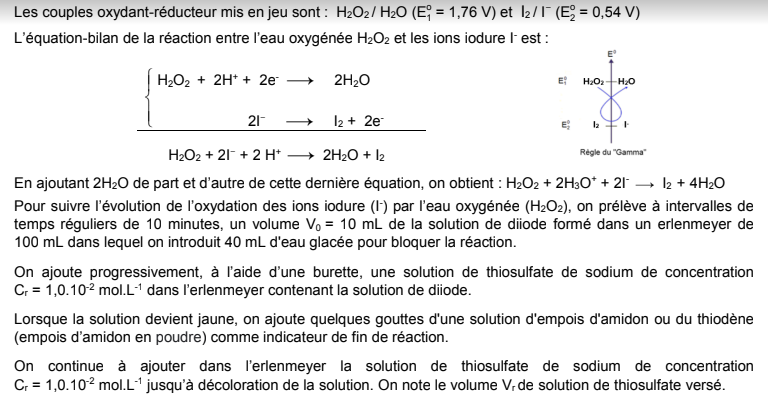 Les couples oxydant-réducteur mis en jeu sont : H₂O₂ / H₂O (E₁° = 1,76 V) et I₂ / I⁻ (E₂° = 0,54 V)
L'équation-bilan de la réaction entre l'eau oxygénée H₂O₂ et les ions iodure I⁻ est :
H₂O₂ + 2H⁺ + 2e⁻ ⟶ 2H₂O
2I⁻ ⟶ I₂ + 2e⁻
H₂O₂ + 2I⁻ + 2 H⁺ ⟶ 2H₂O + I₂
E°
E₁° H₂O₂ H₂O
E₂° I₂ I⁻
Règle du "Gamma"
En ajoutant 2H₂O de part et d'autre de cette dernière équation, on obtient : H₂O₂ + 2H₃O⁺ + 2I⁻ ⟶ I₂ + 4H₂O
Pour suivre l'évolution de l'oxydation des ions iodure (I⁻) par l'eau oxygénée (H₂O₂), on prélève à intervalles de
temps réguliers de 10 minutes, un volume V₀ = 10 mL de la solution de diiode formé dans un erlenmeyer de
100 mL dans lequel on introduit 40 mL d'eau glacée pour bloquer la réaction.
On ajoute progressivement, à l'aide d'une burette, une solution de thiosulfate de sodium de concentration
Cᵣ = 1,0.10⁻² mol.L⁻¹ dans l'erlenmeyer contenant la solution de diiode.
Lorsque la solution devient jaune, on ajoute quelques gouttes d'une solution d'empois d'amidon ou du thiodène
(empois d'amidon en poudre) comme indicateur de fin de réaction.
On continue à ajouter dans l'erlenmeyer la solution de thiosulfate de sodium de concentration
Cᵣ = 1,0.10⁻² mol.L⁻¹ jusqu'à décoloration de la solution. On note le volume Vᵣ de solution de thiosulfate versé.